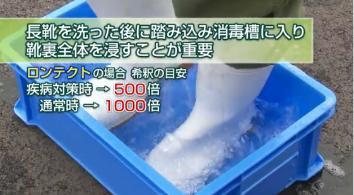 長靴を洗った後に踏み込み消毒槽に入り
靴裏全体を浸すことが重要
ロンテクトの場合 希釈の目安
疾病対策時 → 500倍
通常時 → 1000倍